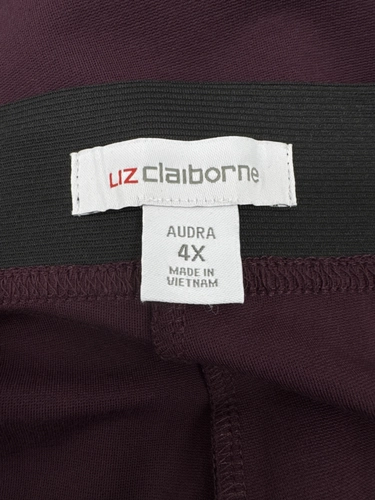 LIZ claiborne
AUDRA
4X
MADE IN
VIETNAM